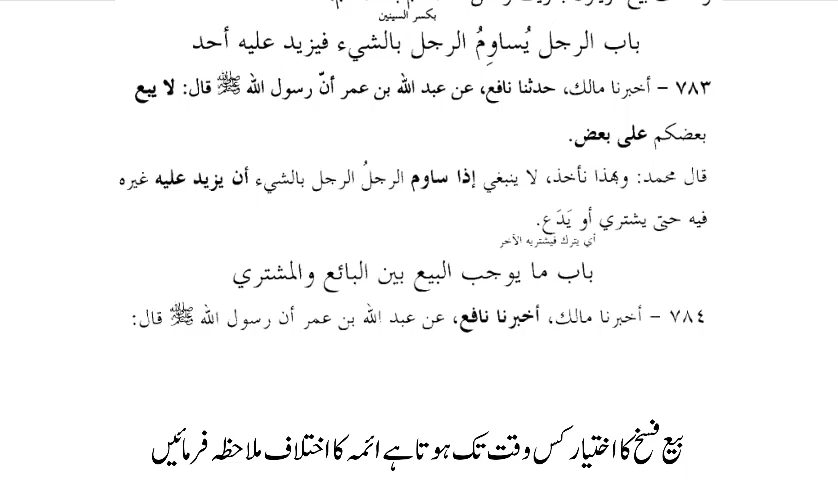 بكسر السينين
باب الرجل يُساوِمُ الرجل بالشيء فيزيد عليه أحد
٧٨٣ - أخبرنا مالك، حدثنا نافع، عن عبد الله بن عمر أنّ رسول الله ﷺ قال: لا يبع
بعضكم على بعض.
قال محمد: وبهذا نأخذ، لا ينبغي إذا ساوم الرجلُ الرجل بالشيء أن يزيد عليه غيره
فيه حتى يشتري أو يَدَع.
أي يترك فيشتريه الآخر
باب ما يوجب البيع بين البائع والمشتري
٧٨٤ - أخبرنا مالك، أخبرنا نافع، عن عبد الله بن عمر أن رسول الله ﷺ قال:
بیع فسخ کا اختیار کس وقت تک ہوتا ہے ائمہ کا اختلاف ملاحظہ فرمائیں